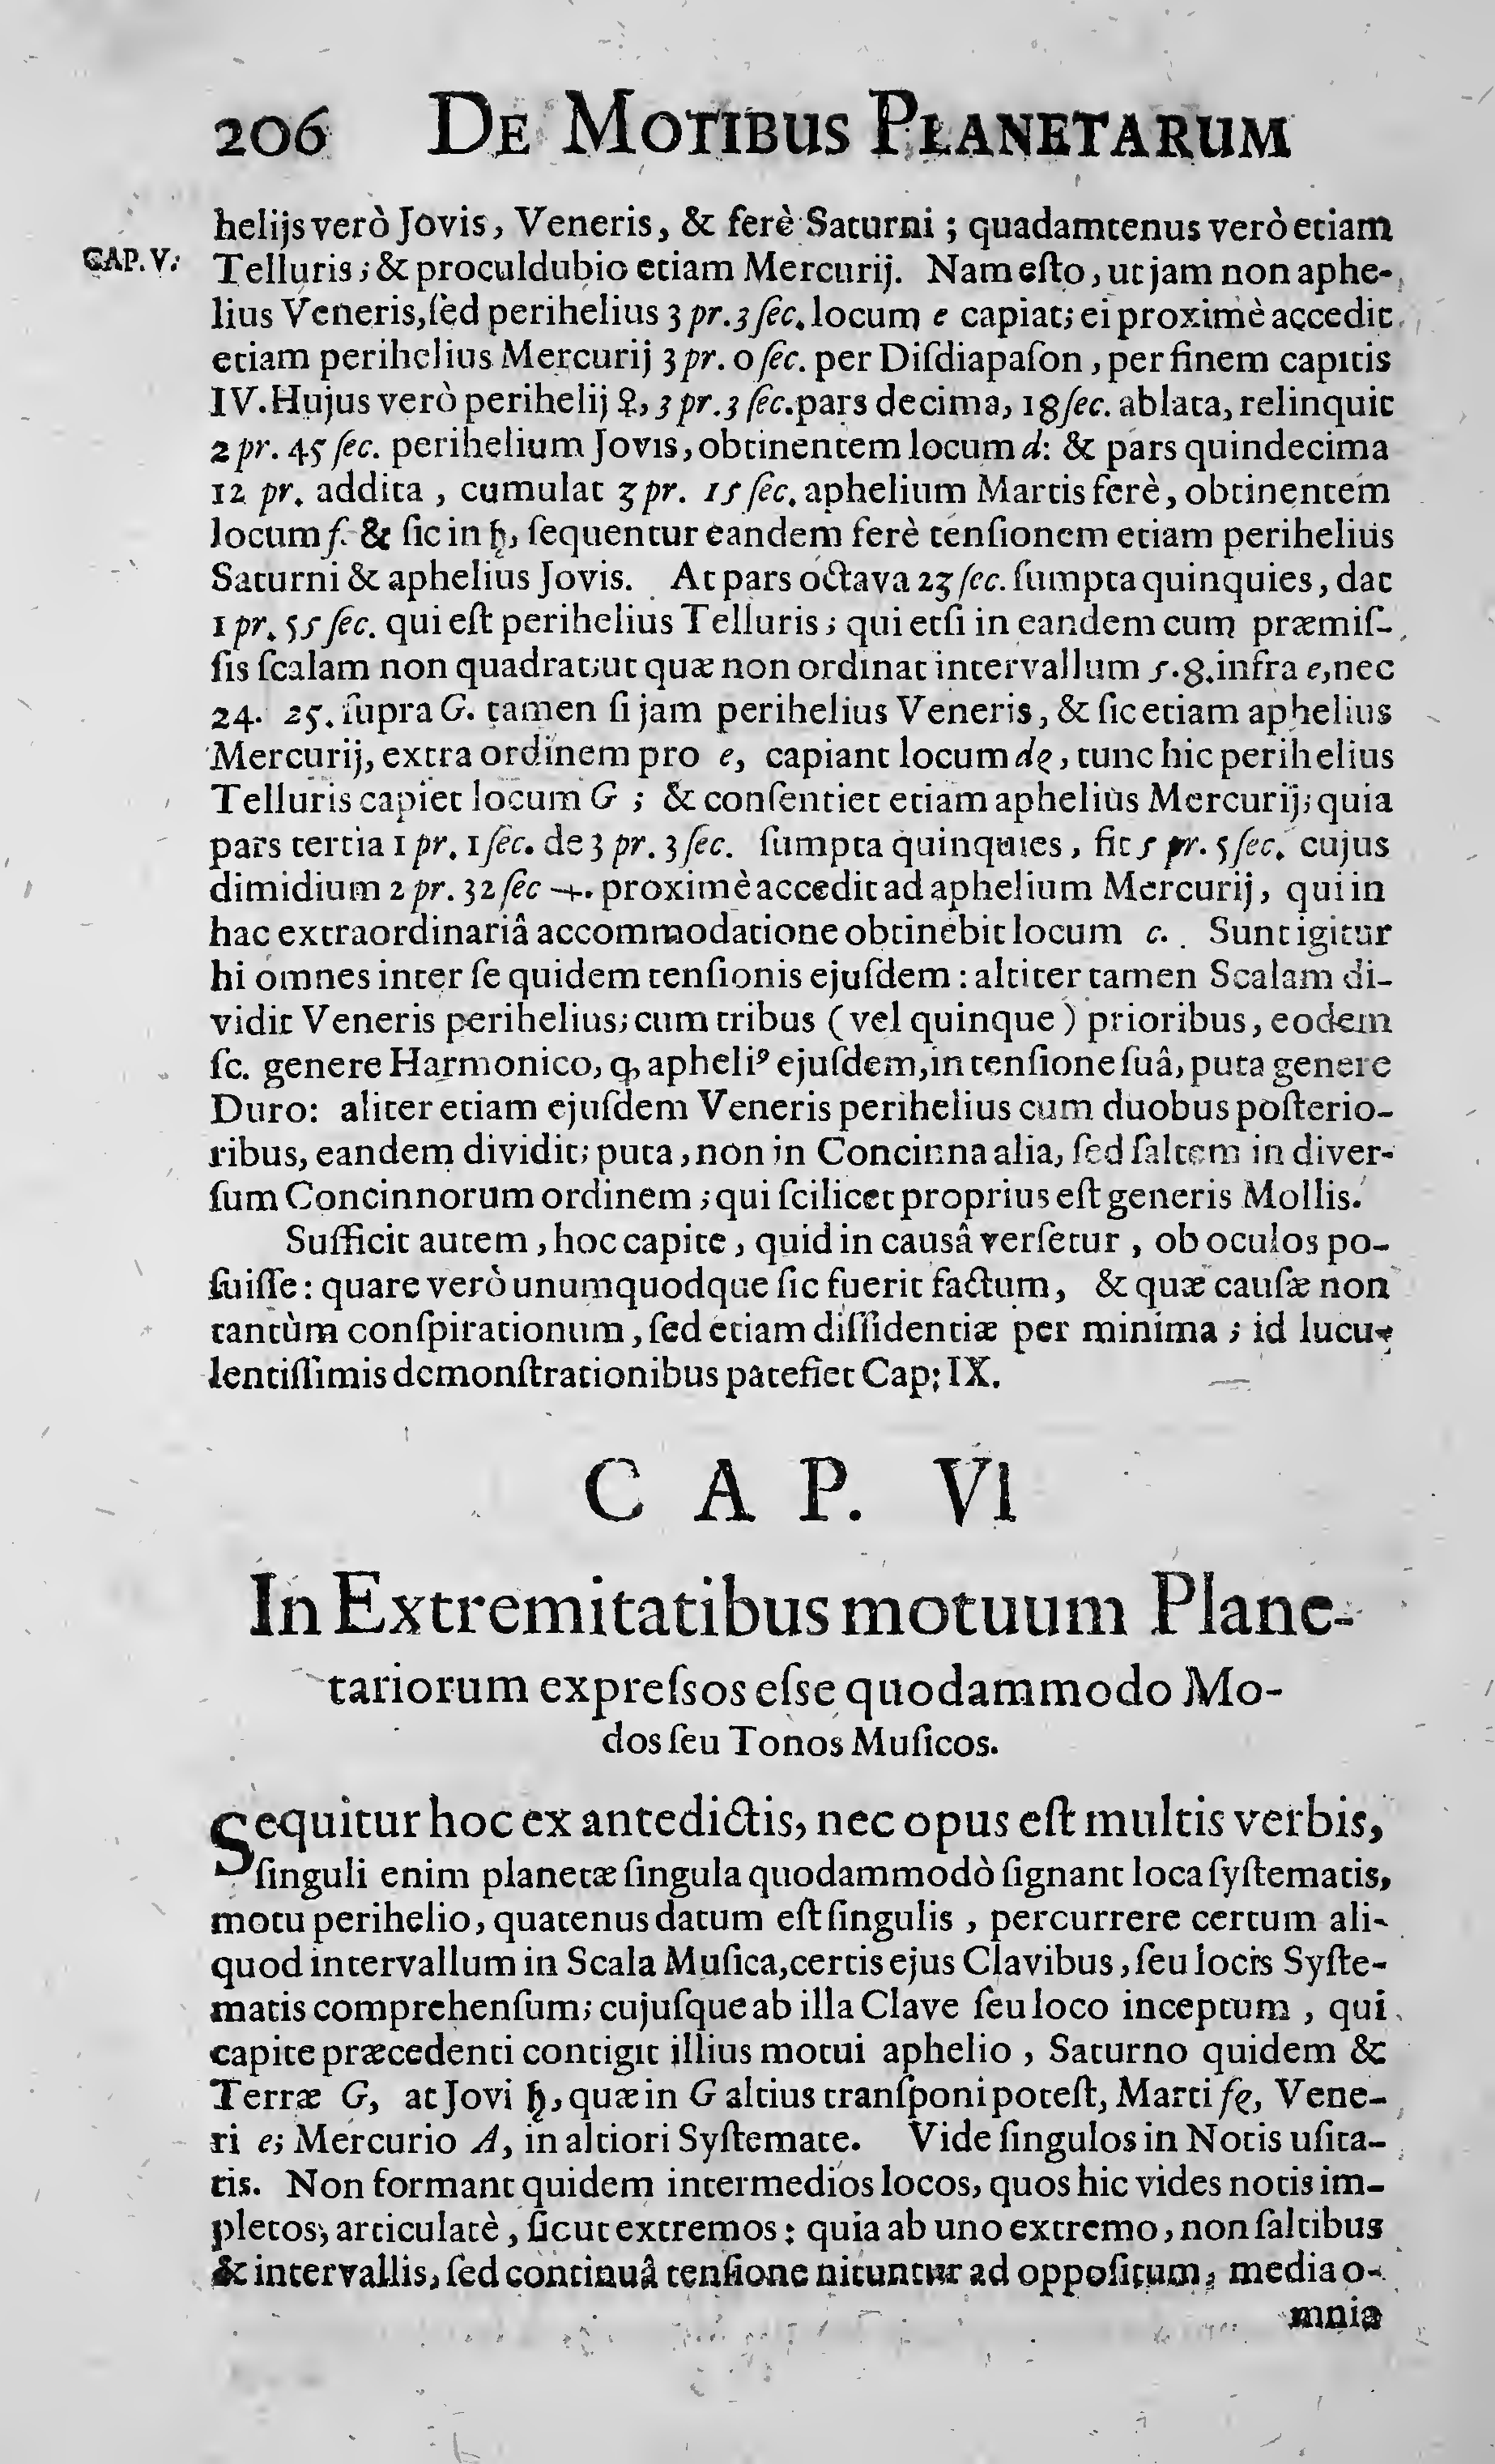 206 DE MOTIBUS PLANETARUM
helijs verò Jovis, Veneris, & ferè Saturni ; quadamtenus verò etiam
CAP. V.
Telluris; & proculdubio etiam Mercurij. Nam eſto, ut jam non aphe-
lius Veneris, ſed perihelius 3 pr. 3 ſec. locum e capiat; ei proximè accedit
etiam perihelius Mercurij 3 pr. 0 ſec. per Diſdiapaſon, per finem capitis
IV. Hujus verò perihelij ♀, 3 pr. 3 ſec. pars decima, 18 ſec. ablata, relinquit
2 pr. 45 ſec. perihelium Jovis, obtinentem locum d: & pars quindecima
12 pr. addita, cumulat 3 pr. 15 ſec. aphelium Martis ferè, obtinentem
locum f. & ſic in ♄, ſequentur eandem ferè tenſionem etiam perihelius
Saturni & aphelius Jovis. At pars octava 23 ſec. ſumpta quinquies, dat
1 pr. 55 ſec. qui eſt perihelius Telluris; qui etſi in eandem cum præmiſ-
ſis ſcalam non quadrat; ut quæ non ordinat intervallum 5. 8. infra e, nec
24. 25. ſupra G. tamen ſi jam perihelius Veneris, & ſic etiam aphelius
Mercurij, extra ordinem pro e, capiant locum dę, tunc hic perihelius
Telluris capiet locum G ; & conſentiet etiam aphelius Mercurij; quia
pars tertia 1 pr. 1 ſec. de 3 pr. 3 ſec. ſumpta quinquies, fit 5 pr. 5 ſec. cujus
dimidium 2 pr. 32 ſec +. proximè accedit ad aphelium Mercurij, qui in
hac extraordinariâ accommodatione obtinebit locum c. Sunt igitur
hi omnes inter ſe quidem tenſionis ejuſdem: altiter tamen Scalam di-
vidit Veneris perihelius; cum tribus (vel quinque) prioribus, eodem
ſc. genere Harmonico, q, apheliꝰ ejuſdem, in tenſione ſuâ, puta genere
Duro: aliter etiam ejuſdem Veneris perihelius cum duobus poſterio-
ribus, eandem dividit; puta, non in Concinna alia, ſed ſaltem in diver-
ſum Concinnorum ordinem; qui ſcilicet proprius eſt generis Mollis.
Sufficit autem, hoc capite, quid in causâ verſetur, ob oculos po-
ſuiſſe: quare verò unumquodque ſic fuerit factum, & quæ cauſæ non
tantùm conſpirationum, ſed etiam diſſidentiæ per minima ; id lucu-
lentiſſimis demonſtrationibus patefiet Cap; IX.
CAP. VI
In Extremitatibus motuum Plane-
tariorum expreſsos eſse quodammodo Mo-
dos ſeu Tonos Muſicos.
Sequitur hoc ex antedictis, nec opus eſt multis verbis,
ſinguli enim planetæ ſingula quodammodò ſignant loca ſyſtematis,
motu perihelio, quatenus datum eſt ſingulis, percurrere certum ali-
quod intervallum in Scala Muſica, certis ejus Clavibus, ſeu locis Syſte-
matis comprehenſum; cujuſque ab illa Clave ſeu loco inceptum, qui
capite præcedenti contigit illius motui aphelio, Saturno quidem &
Terræ G, at Jovi ♄, quæ in G altius tranſponi poteſt, Marti fę, Vene-
ri e; Mercurio A, in altiori Syſtemate. Vide ſingulos in Notis uſita-
tis. Non formant quidem intermedios locos, quos hic vides notis im-
pletos; articulatè, ſicut extremos: quia ab uno extremo, non ſaltibus
& intervallis, ſed continuâ tenſione nituntur ad oppoſitum, media o-
mnia